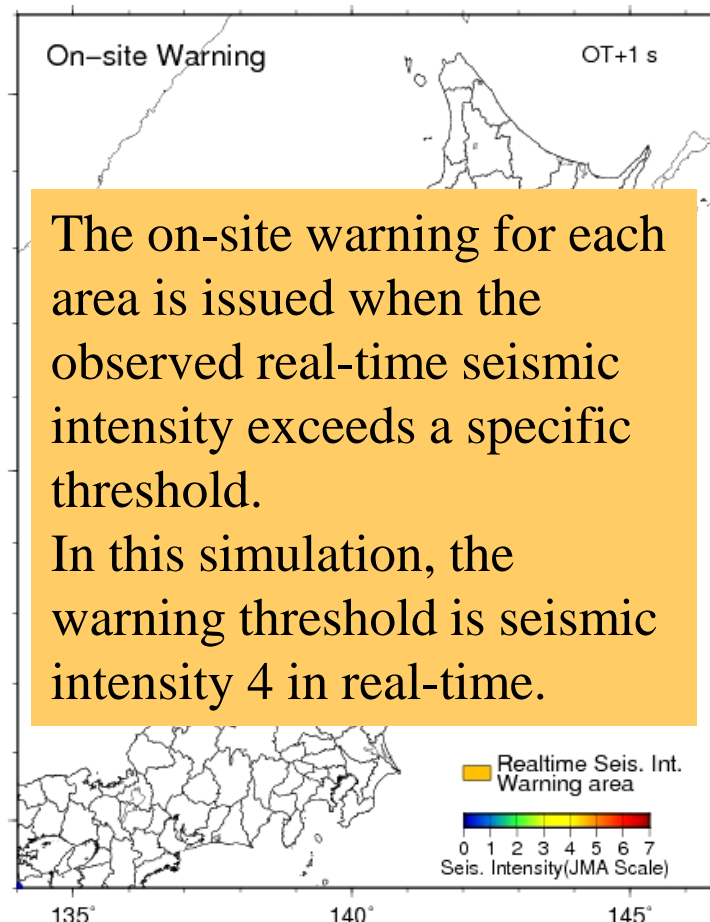 On−site Warning
OT+1 s
The on-site warning for each
area is issued when the
observed real-time seismic
intensity exceeds a specific
threshold.
In this simulation, the
warning threshold is seismic
intensity 4 in real-time.
Realtime Seis. Int.
Warning area
0 1 2 3 4 5 6 7
Seis. Intensity(JMA Scale)
135° 140° 145°